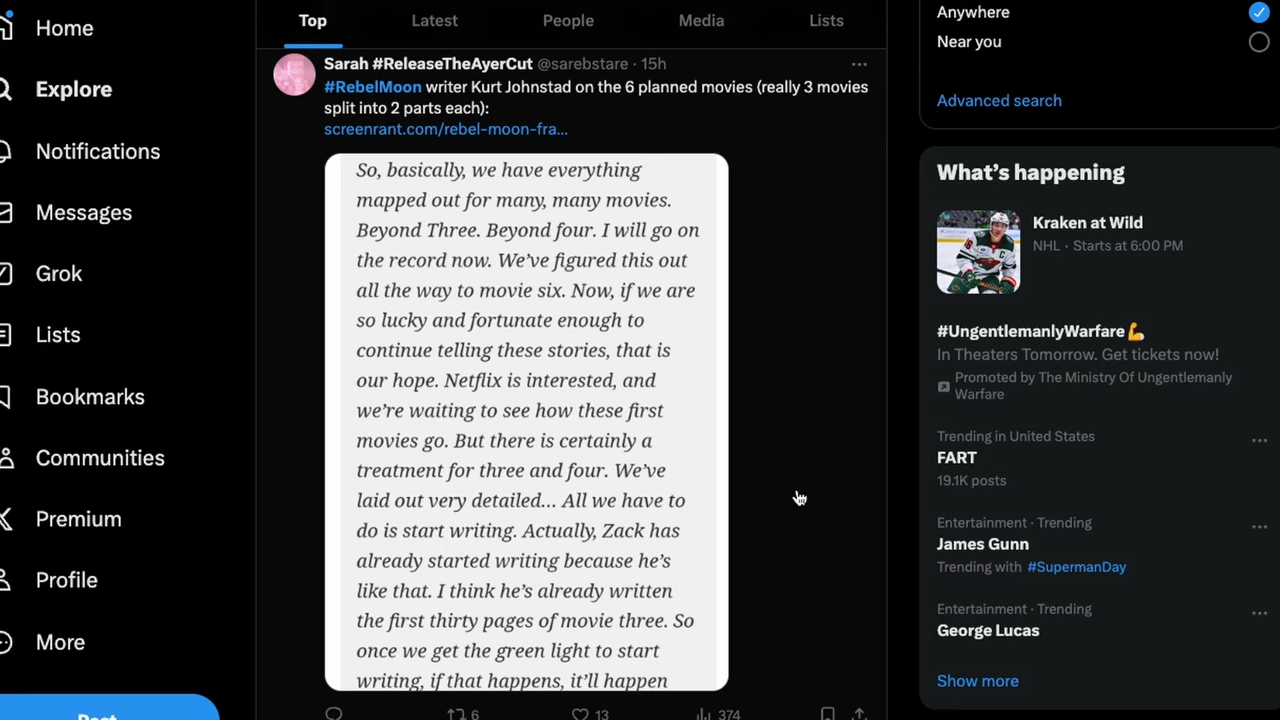 Home
Explore
Notifications
Messages
Grok
Lists
Bookmarks
Communities
Premium
Profile
More
Post
Top
Latest
People
Media
Lists
Sarah #ReleaseTheAyerCut @sarebstare · 15h
#RebelMoon writer Kurt Johnstad on the 6 planned movies (really 3 movies
split into 2 parts each):
screenrant.com/rebel-moon-fra...
So, basically, we have everything
mapped out for many, many movies.
Beyond Three. Beyond four. I will go on
the record now. We've figured this out
all the way to movie six. Now, if we are
so lucky and fortunate enough to
continue telling these stories, that is
our hope. Netflix is interested, and
we're waiting to see how these first
movies go. But there is certainly a
treatment for three and four. We've
laid out very detailed... All we have to
do is start writing. Actually, Zack has
already started writing because he's
like that. I think he's already written
the first thirty pages of movie three. So
once we get the green light to start
writing, if that happens, it'll happen
6
13
374
Anywhere
Near you
Advanced search
What's happening
Kraken at Wild
NHL · Starts at 6:00 PM
#UngentlemanlyWarfare💪
In Theaters Tomorrow. Get tickets now!
Promoted by The Ministry Of Ungentlemanly
Warfare
Trending in United States
FART
19.1K posts
Entertainment · Trending
James Gunn
Trending with #SupermanDay
Entertainment · Trending
George Lucas
Show more